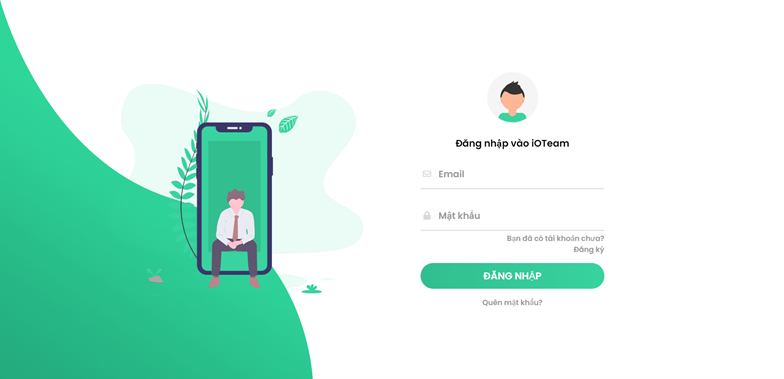 Đăng nhập vào iOTeam
Email
Mật khẩu
Bạn đã có tài khoản chưa?
Đăng ký
ĐĂNG NHẬP
Quên mật khẩu?